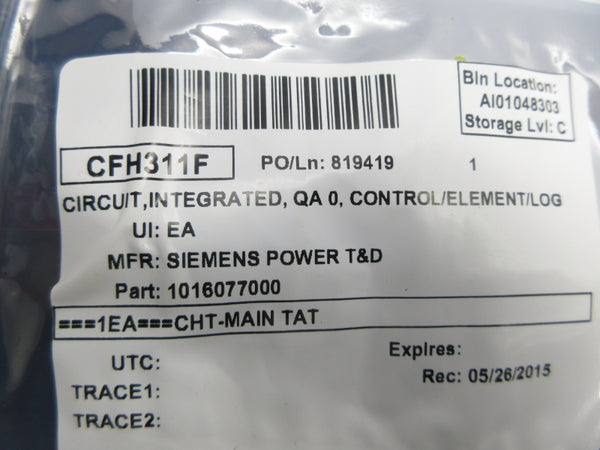 Bin Location:
AI01048303
Storage Lvl: C
CFH311F PO/Ln: 819419 1
CIRCUIT,INTEGRATED, QA 0, CONTROL/ELEMENT/LOG
UI: EA
MFR: SIEMENS POWER T&D
Part: 1016077000
===1EA===CHT-MAIN TAT
UTC: Expires:
TRACE1: Rec: 05/26/2015
TRACE2: